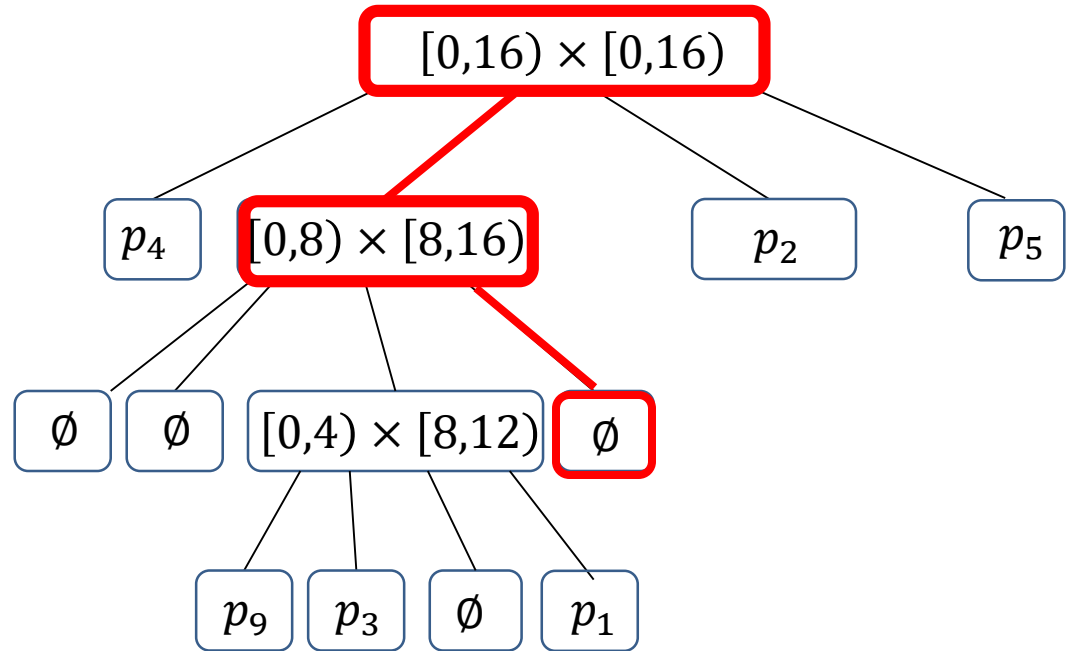 [0,16) × [0,16)
p₄ [0,8) × [8,16) p₂ p₅
∅ ∅ [0,4) × [8,12) ∅
p₉ p₃ ∅ p₁